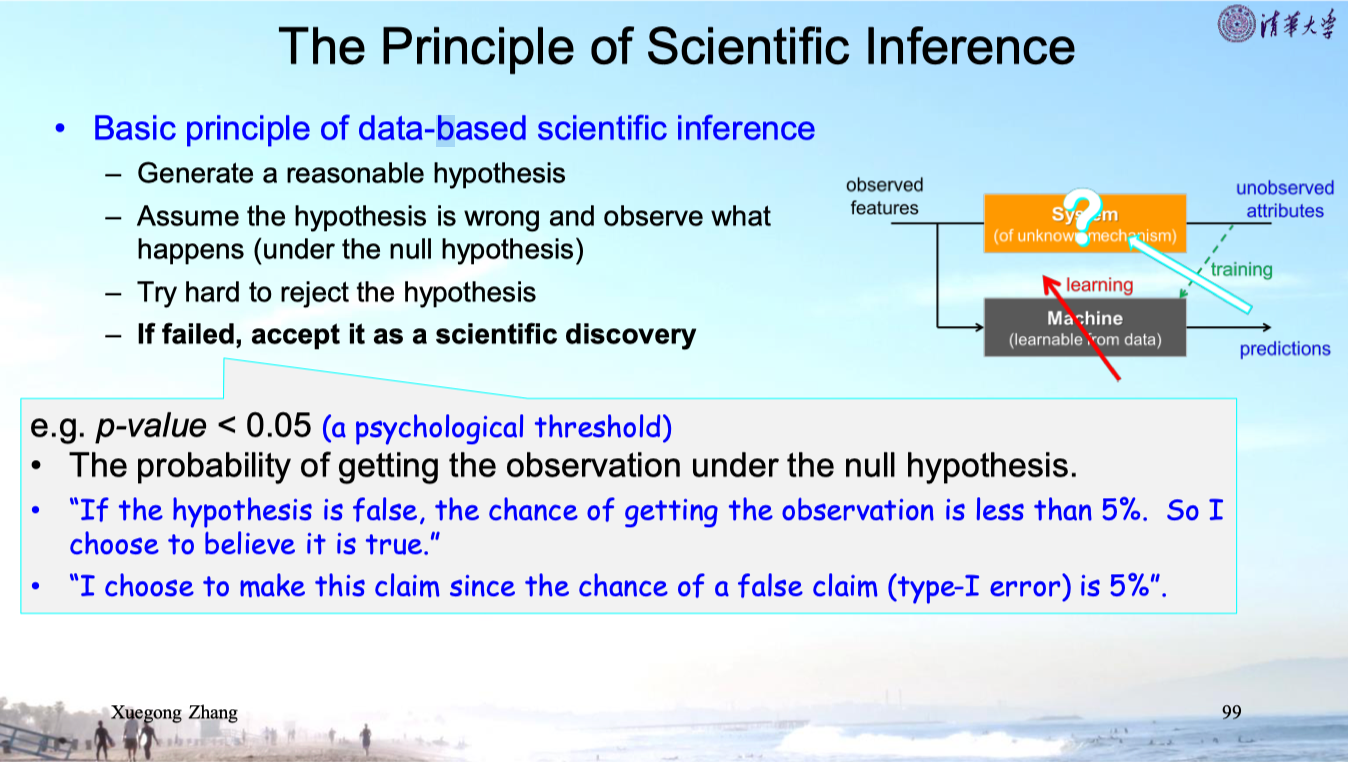 The Principle of Scientific Inference
清华大学
• Basic principle of data-based scientific inference
– Generate a reasonable hypothesis
– Assume the hypothesis is wrong and observe what
happens (under the null hypothesis)
– Try hard to reject the hypothesis
– If failed, accept it as a scientific discovery
observed
features
System
(of unknown mechanism)
unobserved
attributes
training
learning
Machine
(learnable from data)
predictions
e.g. p-value < 0.05 (a psychological threshold)
• The probability of getting the observation under the null hypothesis.
• “If the hypothesis is false, the chance of getting the observation is less than 5%. So I
choose to believe it is true.”
• “I choose to make this claim since the chance of a false claim (type-I error) is 5%”.
Xuegong Zhang
99